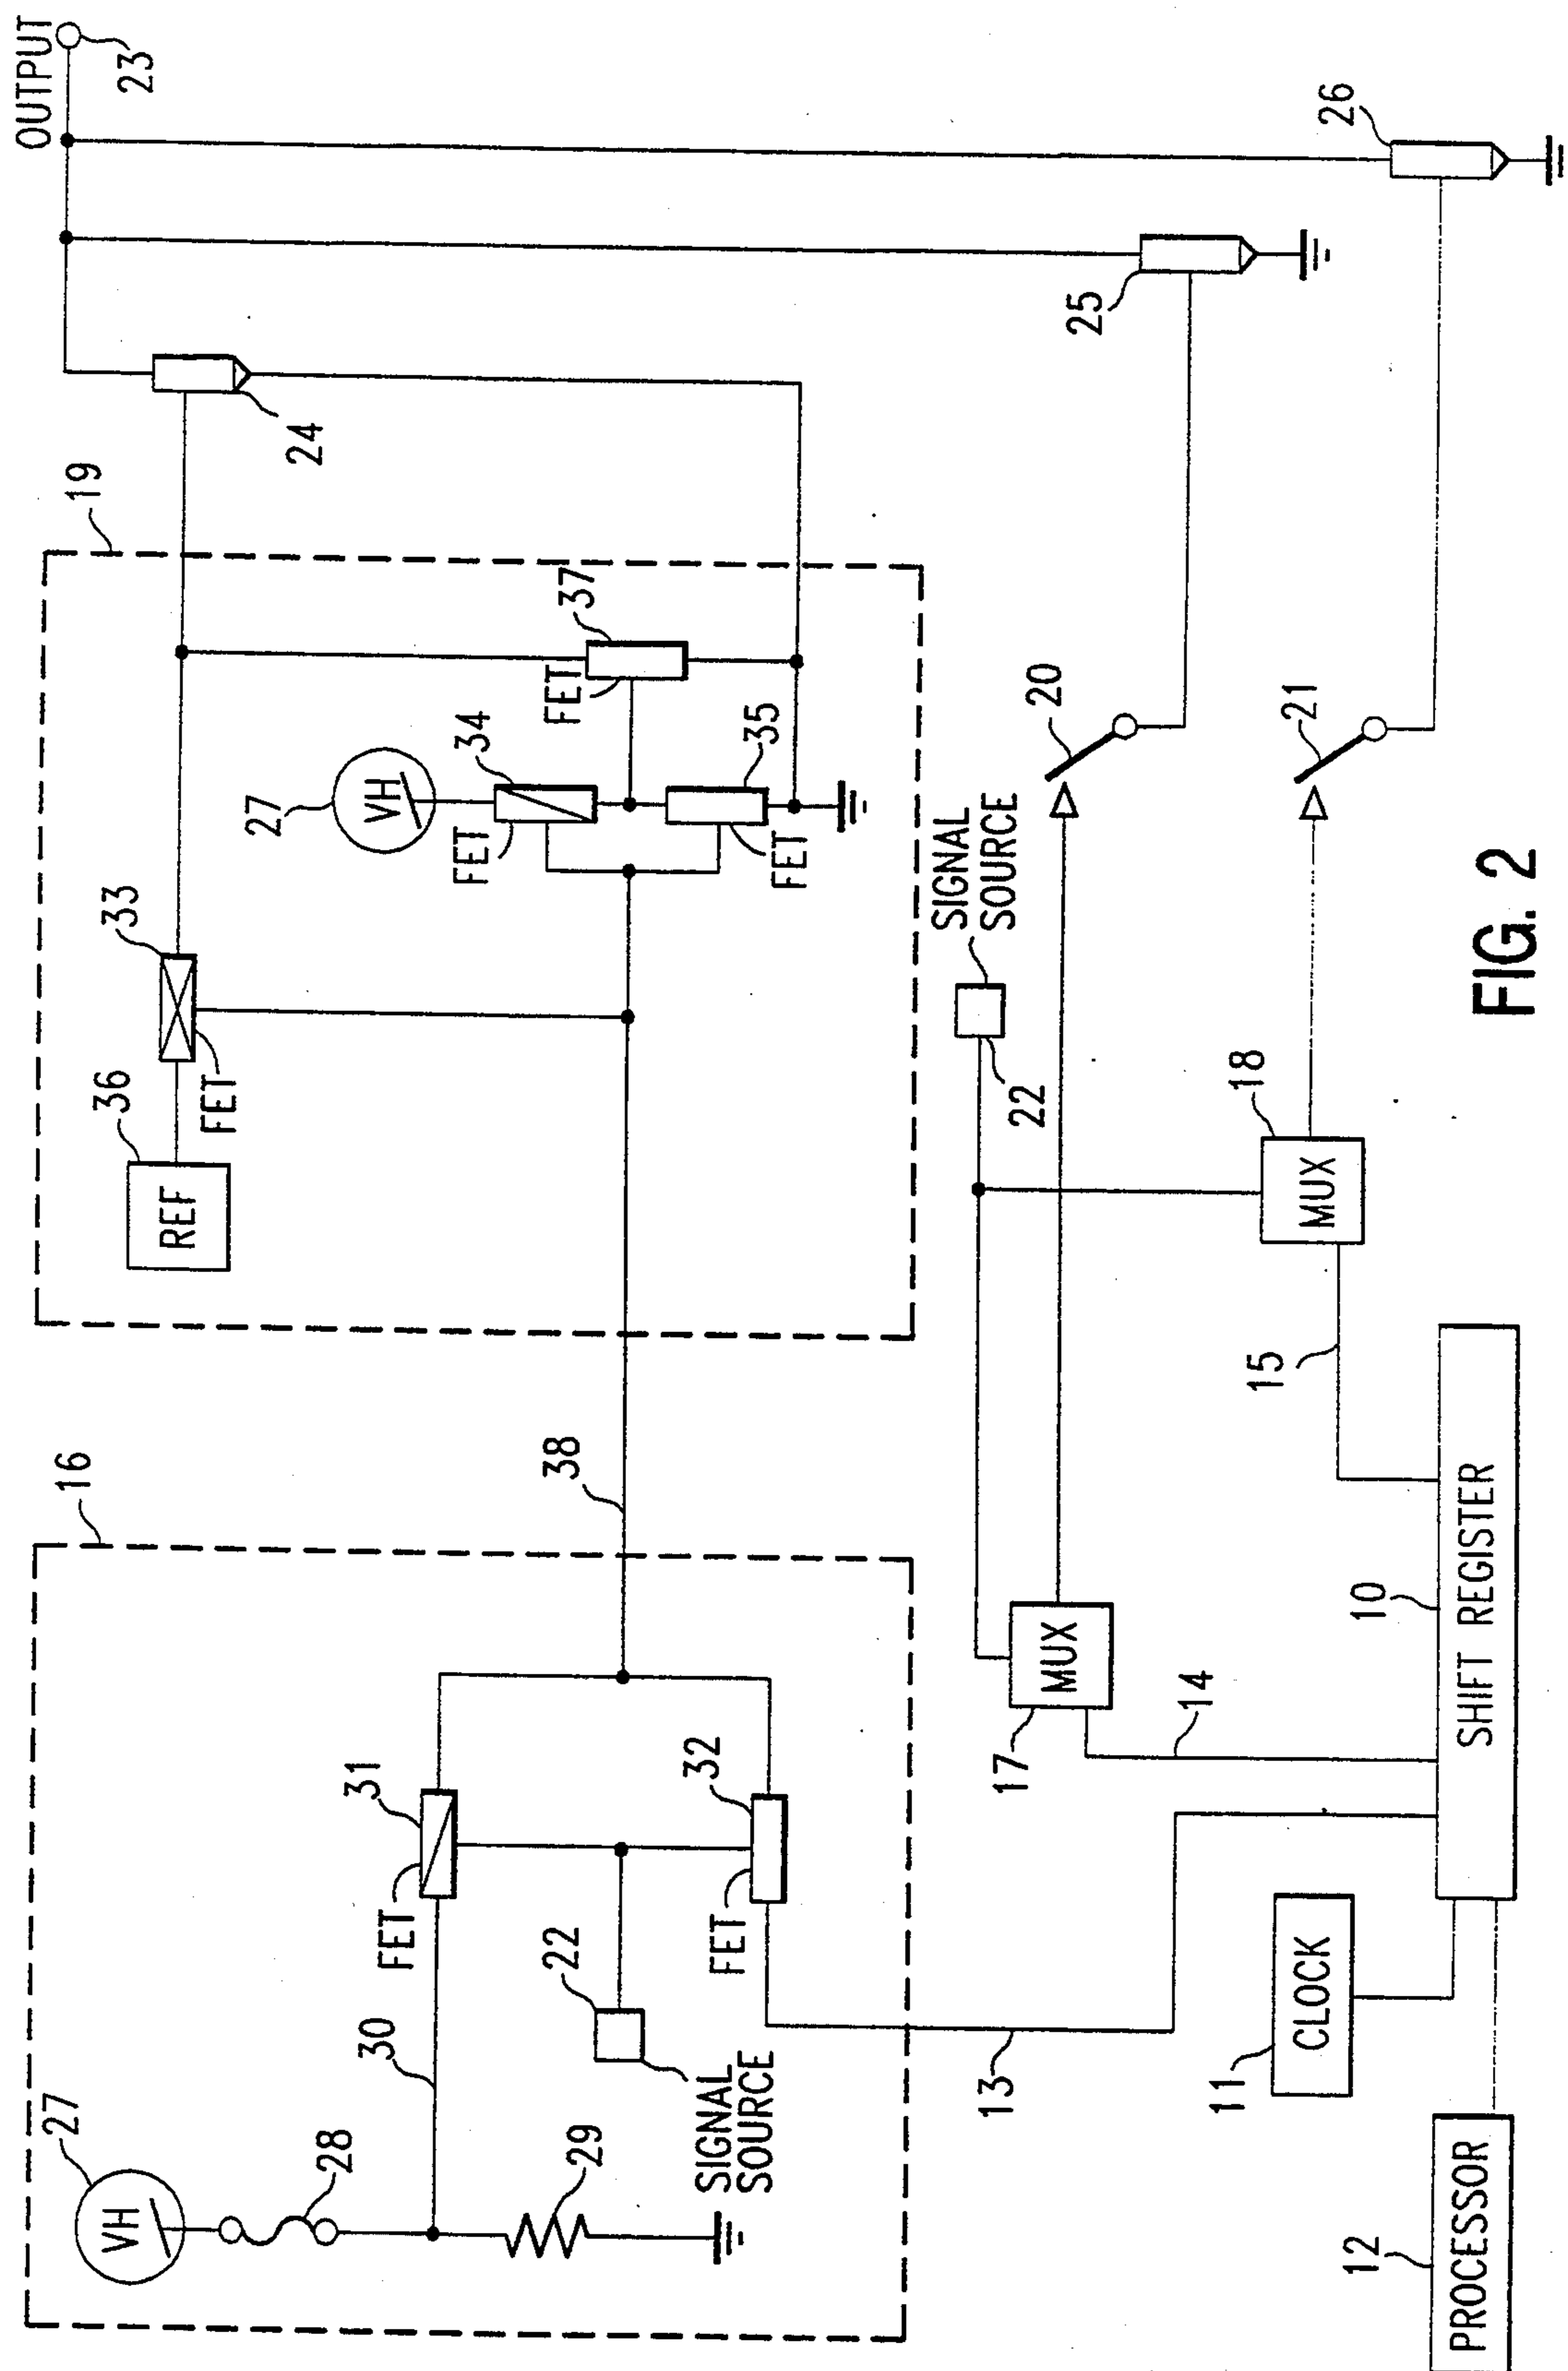 27
VH
28
29
30
FET
31
22
SIGNAL
SOURCE
FET
32
16
38
36
REF
FET
33
27
VH
FET
34
FET
37
FET
35
19
24
OUTPUT
23
13
12
PROCESSOR
11
CLOCK
10
SHIFT REGISTER
14
17
MUX
15
18
MUX
22
SIGNAL
SOURCE
20
21
25
26
FIG. 2